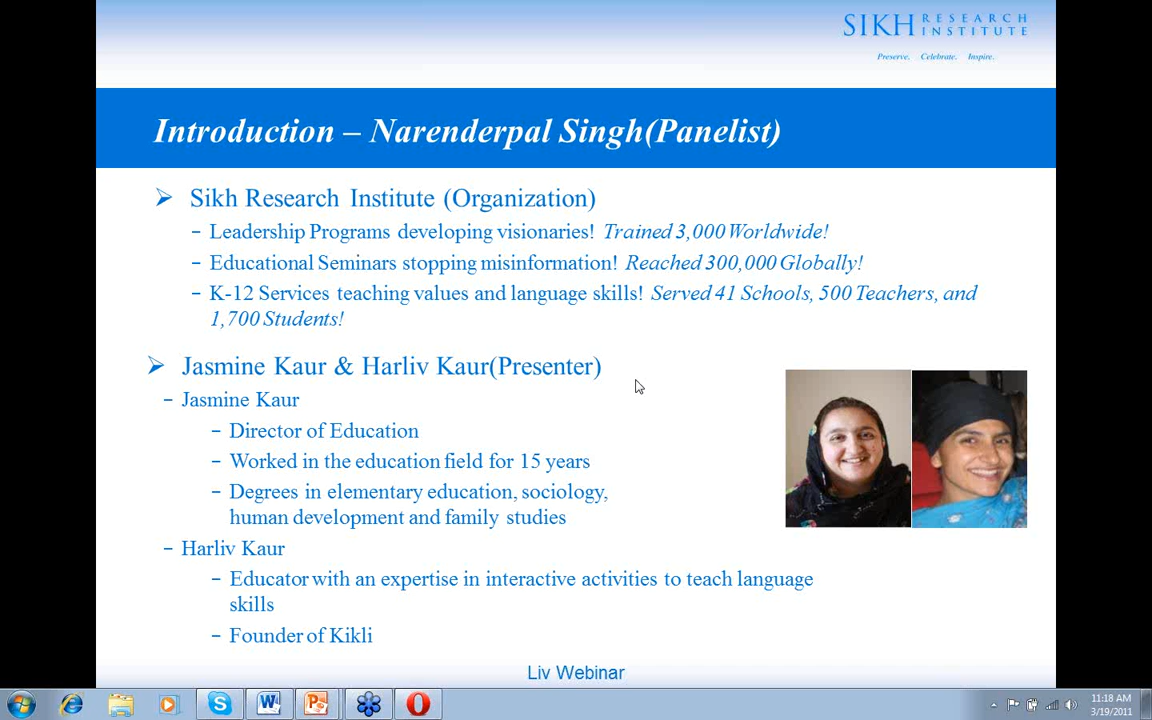 SIKH RESEARCH INSTITUTE
Preserve. Celebrate. Inspire.
Introduction – Narenderpal Singh(Panelist)
➢ Sikh Research Institute (Organization)
– Leadership Programs developing visionaries! Trained 3,000 Worldwide!
– Educational Seminars stopping misinformation! Reached 300,000 Globally!
– K-12 Services teaching values and language skills! Served 41 Schools, 500 Teachers, and
1,700 Students!
➢ Jasmine Kaur & Harliv Kaur(Presenter)
– Jasmine Kaur
– Director of Education
– Worked in the education field for 15 years
– Degrees in elementary education, sociology,
human development and family studies
– Harliv Kaur
– Educator with an expertise in interactive activities to teach language
skills
– Founder of Kikli
Liv Webinar
11:18 AM
3/19/2011